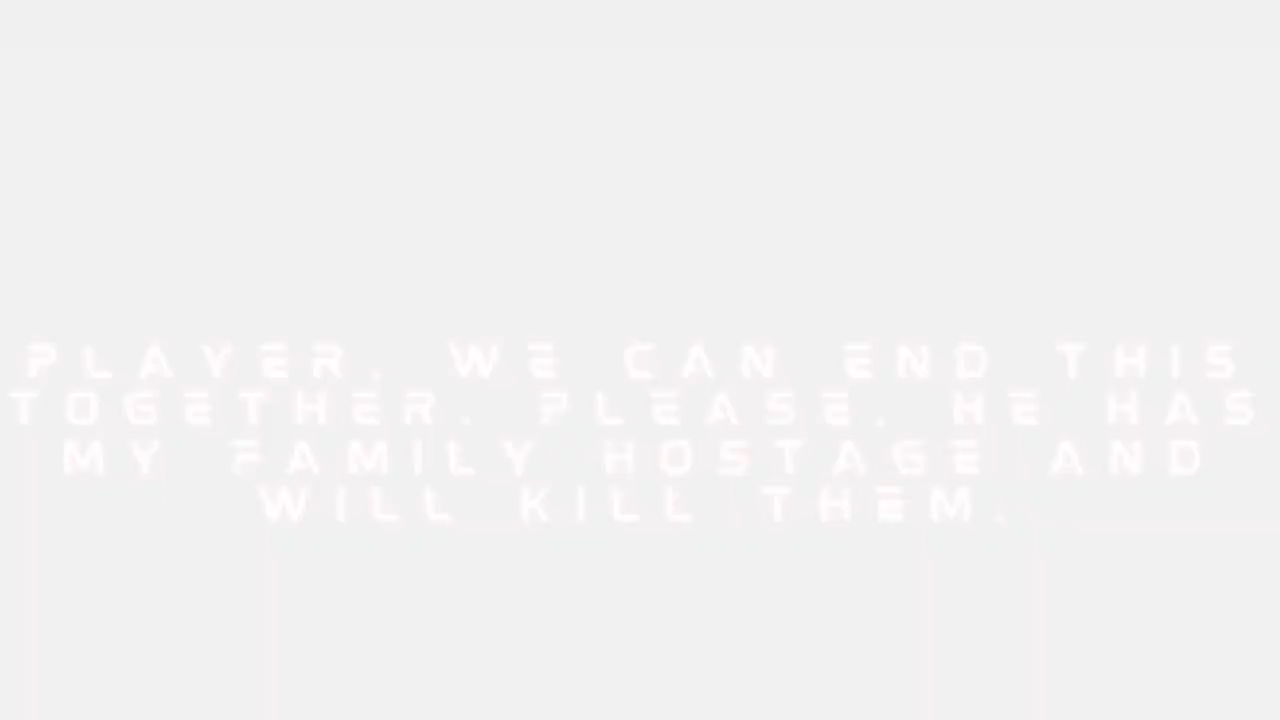 PLAYER, WE CAN END THIS
TOGETHER. PLEASE. HE HAS
MY FAMILY HOSTAGE AND
WILL KILL THEM.